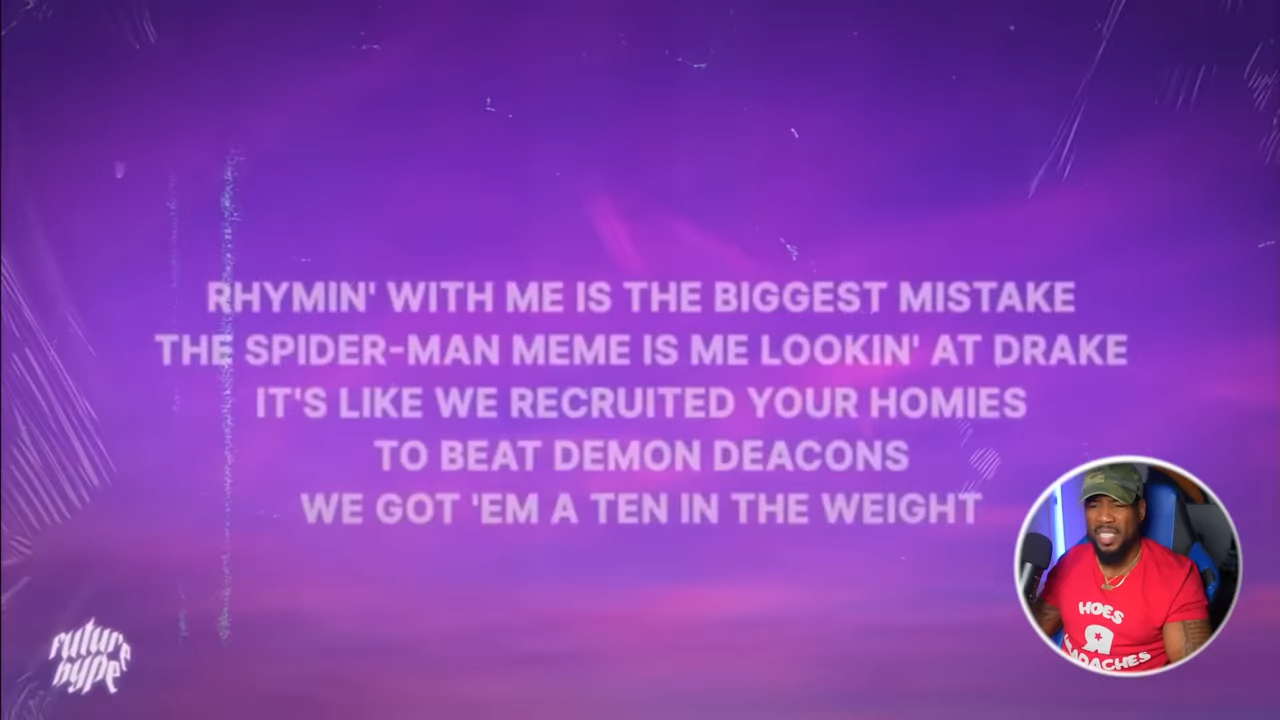 RHYMIN' WITH ME IS THE BIGGEST MISTAKE
THE SPIDER-MAN MEME IS ME LOOKIN' AT DRAKE
IT'S LIKE WE RECRUITED YOUR HOMIES
TO BEAT DEMON DEACONS
WE GOT 'EM A TEN IN THE WEIGHT
future
hype
HOES
R
HEADACHES